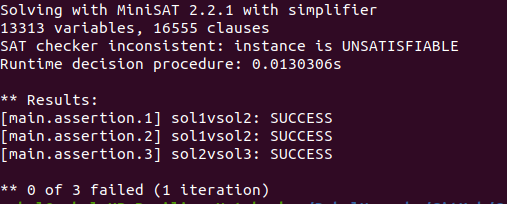 Solving with MiniSAT 2.2.1 with simplifier
13313 variables, 16555 clauses
SAT checker inconsistent: instance is UNSATISFIABLE
Runtime decision procedure: 0.0130306s
** Results:
[main.assertion.1] sol1vsol2: SUCCESS
[main.assertion.2] sol1vsol2: SUCCESS
[main.assertion.3] sol2vsol3: SUCCESS
** 0 of 3 failed (1 iteration)